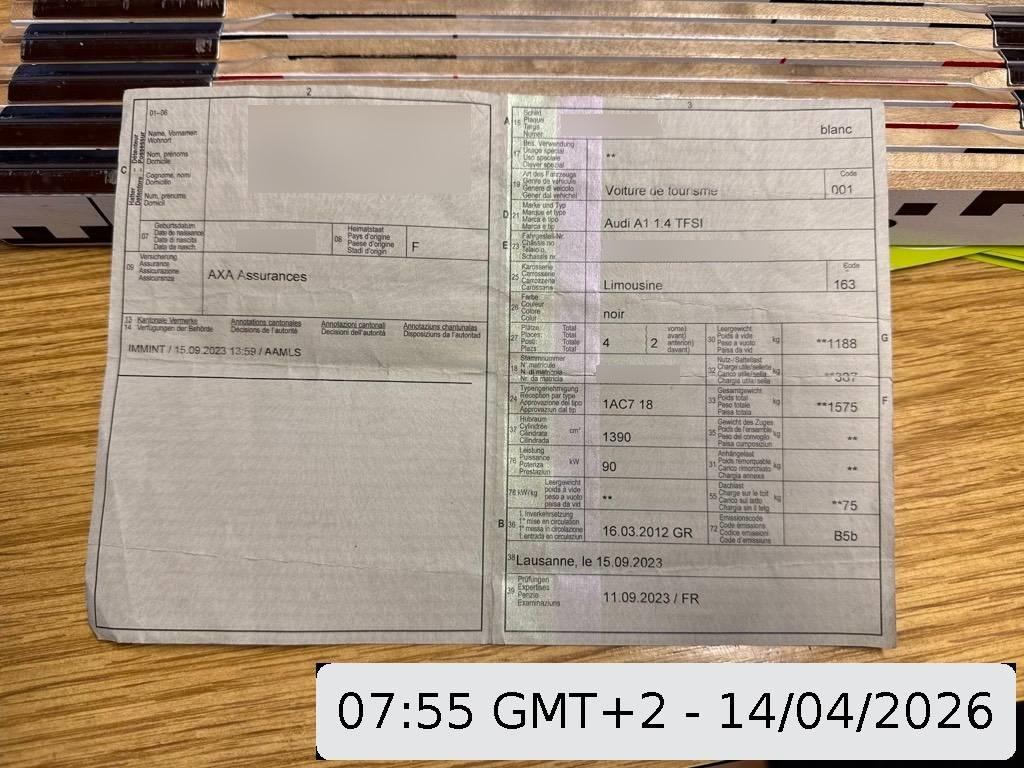 2
01-06
Name, Vornamen
Wohnort
Nom, prénoms
Domicile
Cognome, nomi
Domicilio
Num, prenoms
Domicil
C
Halter Détenteur
Detentore Possessur
07 Geburtsdatum
Date de naissance
Data di nascita
Data da nasch.
08 Heimatstaat
Pays d'origine
Paese d'origine
Stadi d'origin
F
09 Versicherung
Assurance
Assicurazione
Assicuranza
AXA Assurances
13 Kantonale Vermerke Annotations cantonales Annotazioni cantonali Annotaziuns chantunalas
14 Verfügungen der Behörde Décisions de l'autorité Decisioni dell'autorità Disposiziuns da l'autoritad
IMMINT / 15.09.2023 13:59 / AAMLS
3
A 15 Schild
Plaque
Targa
Numer
blanc
17 Bes. Verwendung
Usage spécial
Uso speciale
Diever spezial
**
19 Art des Fahrzeugs
Genre de véhicule
Genere di veicolo
Gener dal vehichel
Voiture de tourisme
Code
001
D 21 Marke und Typ
Marque et type
Marca e tipo
Marca e tip
Audi A1 1.4 TFSI
E 23 Fahrgestell-Nr.
Châssis no
Telaio n.
Schassis nr.
25 Karosserie
Carrosserie
Carrozzeria
Carossaria
Limousine
Code
163
26 Farbe
Couleur
Colore
Colur
noir
27 Plätze: Total
Places: Total
Posti: Totale
Plazs: Total
4 ( 2 vorne)
avant)
anteriori)
davant)
30 Leergewicht
Poids à vide
Peso a vuoto
Paisa da vid
kg
**1188
G
18 Stammnummer
N° matricule
N. di matricola
Nr. da matricla
32 Nutz-/Sattellast
Charge utile/sellette
Carico utile/sella
Chargia utila/sella
kg
**387
24 Typengenehmigung
Réception par type
Approvazione del tipo
Approvaziun dal tip
1AC7 18
33 Gesamtgewicht
Poids total
Peso totale
Paisa totala
kg
**1575
F
37 Hubraum
Cylindrée
Cilindrata
Cilindrada
cm³
1390
35 Gewicht des Zuges
Poids de l'ensemble
Peso del convoglio
Paisa cumposiziun
kg
**
76 Leistung
Puissance
Potenza
Prestaziun
kW
90
31 Anhängelast
Poids remorquable
Carico rimorchiato
Chargia annexa
kg
**
78 kW/kg Leergewicht
poids à vide
peso a vuoto
paisa da vid
**
55 Dachlast
Charge sur le toit
Carico sul tetto
Chargia sin il tetg
kg
**75
B 36 1. Inverkehrsetzung
1re mise en circulation
1a messa in circolazione
1. entrada en circulaziun
16.03.2012 GR
72 Emissionscode
Code émissions
Codice emissioni
Code d'emissiuns
B5b
38 Lausanne, le 15.09.2023
39 Prüfungen
Expertises
Perizie
Examinaziuns
11.09.2023 / FR
07:55 GMT+2 - 14/04/2026